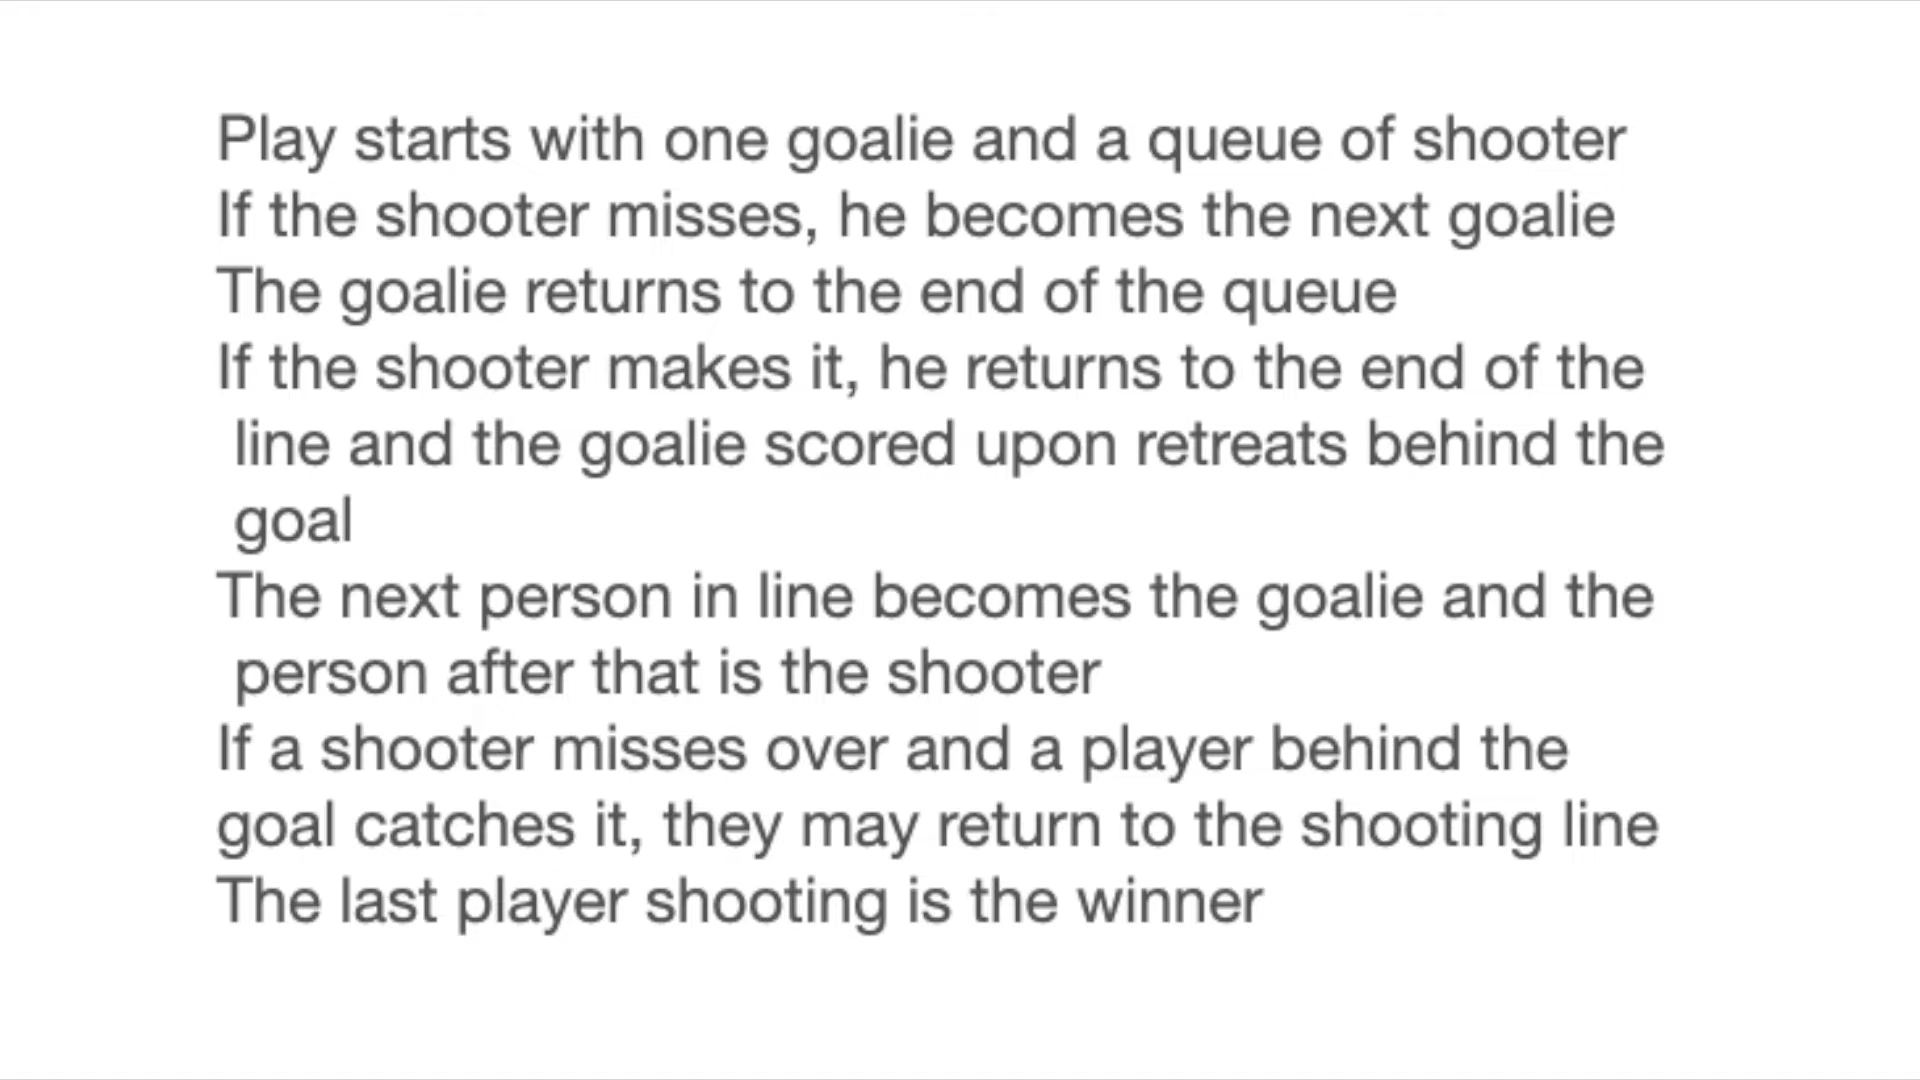 Play starts with one goalie and a queue of shooter
If the shooter misses, he becomes the next goalie
The goalie returns to the end of the queue
If the shooter makes it, he returns to the end of the
line and the goalie scored upon retreats behind the
goal
The next person in line becomes the goalie and the
person after that is the shooter
If a shooter misses over and a player behind the
goal catches it, they may return to the shooting line
The last player shooting is the winner